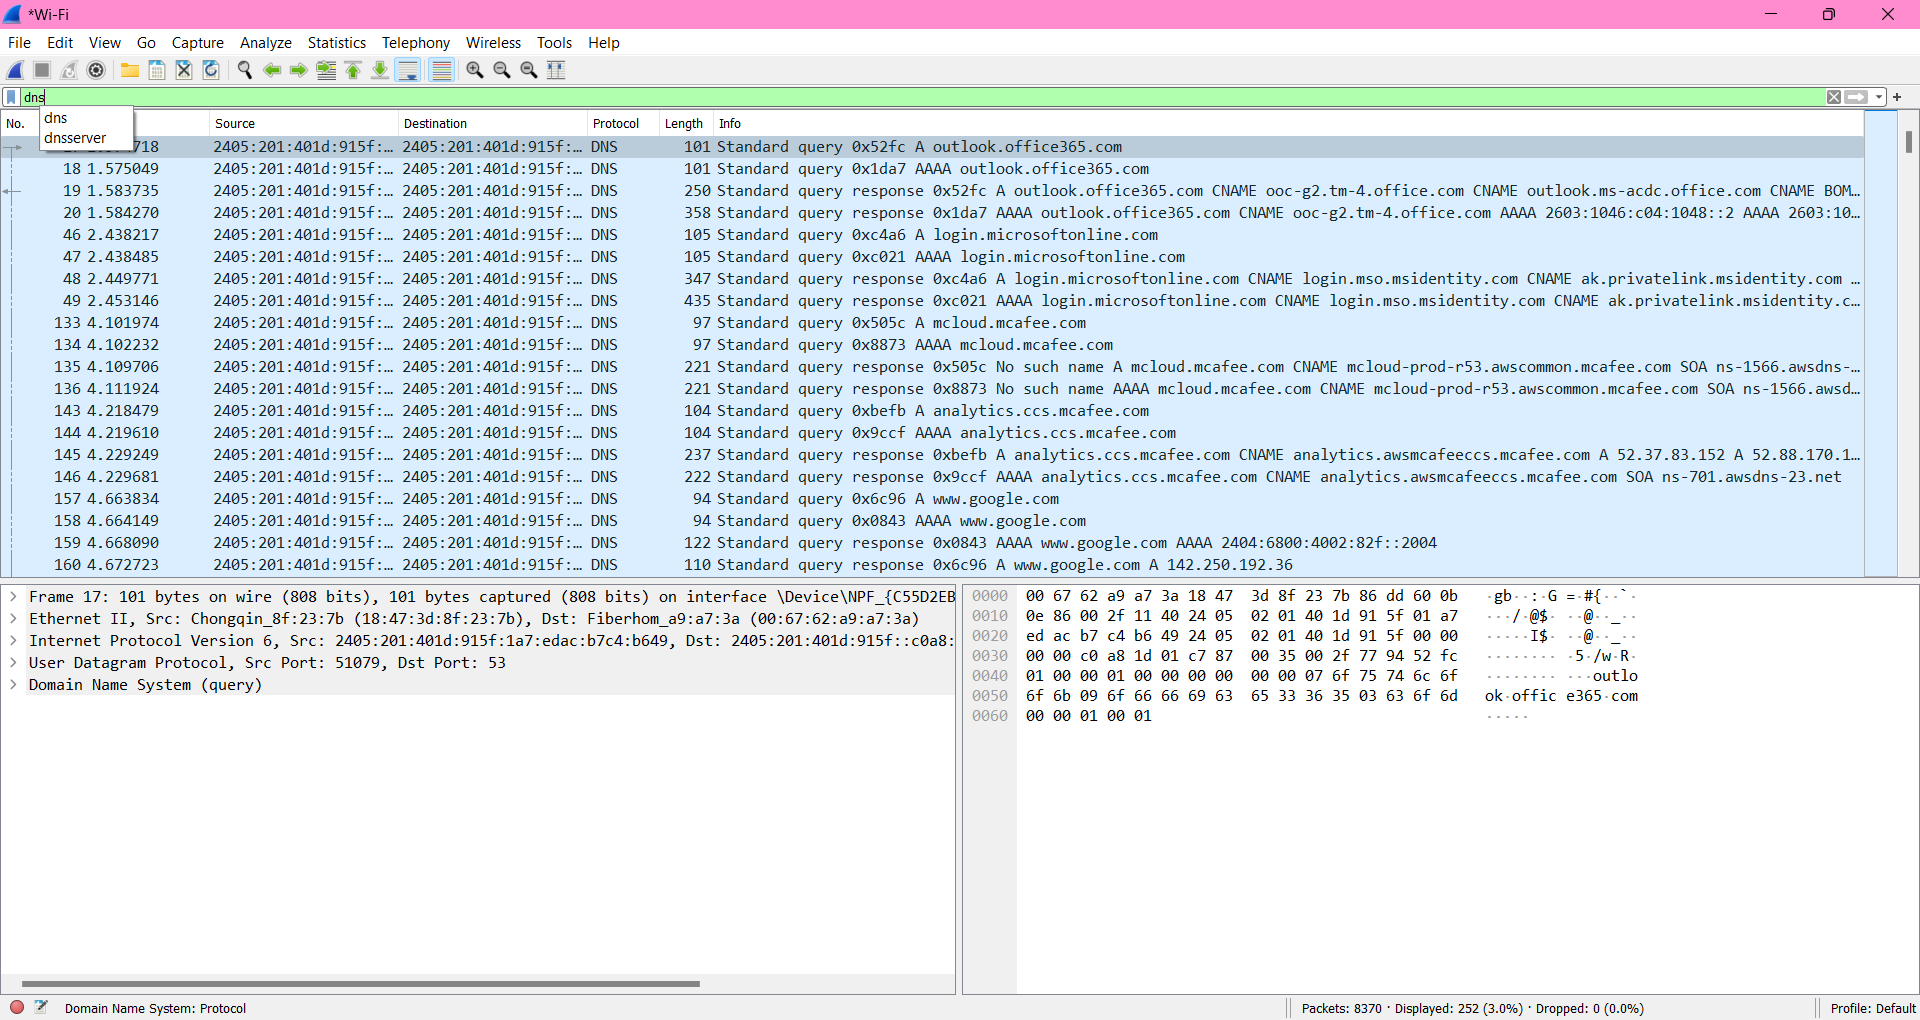 *Wi-Fi
File Edit View Go Capture Analyze Statistics Telephony Wireless Tools Help
dns
dns
dnsserver
No. Source Destination Protocol Length Info
718 2405:201:401d:915f:… 2405:201:401d:915f:… DNS 101 Standard query 0x52fc A outlook.office365.com
18 1.575049 2405:201:401d:915f:… 2405:201:401d:915f:… DNS 101 Standard query 0x1da7 AAAA outlook.office365.com
19 1.583735 2405:201:401d:915f:… 2405:201:401d:915f:… DNS 250 Standard query response 0x52fc A outlook.office365.com CNAME ooc-g2.tm-4.office.com CNAME outlook.ms-acdc.office.com CNAME BOM…
20 1.584270 2405:201:401d:915f:… 2405:201:401d:915f:… DNS 358 Standard query response 0x1da7 AAAA outlook.office365.com CNAME ooc-g2.tm-4.office.com AAAA 2603:1046:c04:1048::2 AAAA 2603:10…
46 2.438217 2405:201:401d:915f:… 2405:201:401d:915f:… DNS 105 Standard query 0xc4a6 A login.microsoftonline.com
47 2.438485 2405:201:401d:915f:… 2405:201:401d:915f:… DNS 105 Standard query 0xc021 AAAA login.microsoftonline.com
48 2.449771 2405:201:401d:915f:… 2405:201:401d:915f:… DNS 347 Standard query response 0xc4a6 A login.microsoftonline.com CNAME login.mso.msidentity.com CNAME ak.privatelink.msidentity.com …
49 2.453146 2405:201:401d:915f:… 2405:201:401d:915f:… DNS 435 Standard query response 0xc021 AAAA login.microsoftonline.com CNAME login.mso.msidentity.com CNAME ak.privatelink.msidentity.c…
133 4.101974 2405:201:401d:915f:… 2405:201:401d:915f:… DNS 97 Standard query 0x505c A mcloud.mcafee.com
134 4.102232 2405:201:401d:915f:… 2405:201:401d:915f:… DNS 97 Standard query 0x8873 AAAA mcloud.mcafee.com
135 4.109706 2405:201:401d:915f:… 2405:201:401d:915f:… DNS 221 Standard query response 0x505c No such name A mcloud.mcafee.com CNAME mcloud-prod-r53.awscommon.mcafee.com SOA ns-1566.awsdns-…
136 4.111924 2405:201:401d:915f:… 2405:201:401d:915f:… DNS 221 Standard query response 0x8873 No such name AAAA mcloud.mcafee.com CNAME mcloud-prod-r53.awscommon.mcafee.com SOA ns-1566.awsd…
143 4.218479 2405:201:401d:915f:… 2405:201:401d:915f:… DNS 104 Standard query 0xbefb A analytics.ccs.mcafee.com
144 4.219610 2405:201:401d:915f:… 2405:201:401d:915f:… DNS 104 Standard query 0x9ccf AAAA analytics.ccs.mcafee.com
145 4.229249 2405:201:401d:915f:… 2405:201:401d:915f:… DNS 237 Standard query response 0xbefb A analytics.ccs.mcafee.com CNAME analytics.awsmcafeeccs.mcafee.com A 52.37.83.152 A 52.88.170.1…
146 4.229681 2405:201:401d:915f:… 2405:201:401d:915f:… DNS 222 Standard query response 0x9ccf AAAA analytics.ccs.mcafee.com CNAME analytics.awsmcafeeccs.mcafee.com SOA ns-701.awsdns-23.net
157 4.663834 2405:201:401d:915f:… 2405:201:401d:915f:… DNS 94 Standard query 0x6c96 A www.google.com
158 4.664149 2405:201:401d:915f:… 2405:201:401d:915f:… DNS 94 Standard query 0x0843 AAAA www.google.com
159 4.668090 2405:201:401d:915f:… 2405:201:401d:915f:… DNS 122 Standard query response 0x0843 AAAA www.google.com AAAA 2404:6800:4002:82f::2004
160 4.672723 2405:201:401d:915f:… 2405:201:401d:915f:… DNS 110 Standard query response 0x6c96 A www.google.com A 142.250.192.36
Frame 17: 101 bytes on wire (808 bits), 101 bytes captured (808 bits) on interface \Device\NPF_{C55D2EB
Ethernet II, Src: Chongqin_8f:23:7b (18:47:3d:8f:23:7b), Dst: Fiberhom_a9:a7:3a (00:67:62:a9:a7:3a)
Internet Protocol Version 6, Src: 2405:201:401d:915f:1a7:edac:b7c4:b649, Dst: 2405:201:401d:915f::c0a8:
User Datagram Protocol, Src Port: 51079, Dst Port: 53
Domain Name System (query)
0000 00 67 62 a9 a7 3a 18 47 3d 8f 23 7b 86 dd 60 0b ·gb··:·G =·#{··`·
0010 0e 86 00 2f 11 40 24 05 02 01 40 1d 91 5f 01 a7 ···/·@$· ··@··_··
0020 ed ac b7 c4 b6 49 24 05 02 01 40 1d 91 5f 00 00 ·····I$· ··@··_··
0030 00 00 c0 a8 1d 01 c7 87 00 35 00 2f 77 94 52 fc ········ ·5·/w·R·
0040 01 00 00 01 00 00 00 00 00 00 07 6f 75 74 6c 6f ········ ···outlo
0050 6f 6b 09 6f 66 66 69 63 65 33 36 35 03 63 6f 6d ok·offic e365·com
0060 00 00 01 00 01 ·····
Domain Name System: Protocol
Packets: 8370 · Displayed: 252 (3.0%) · Dropped: 0 (0.0%)
Profile: Default